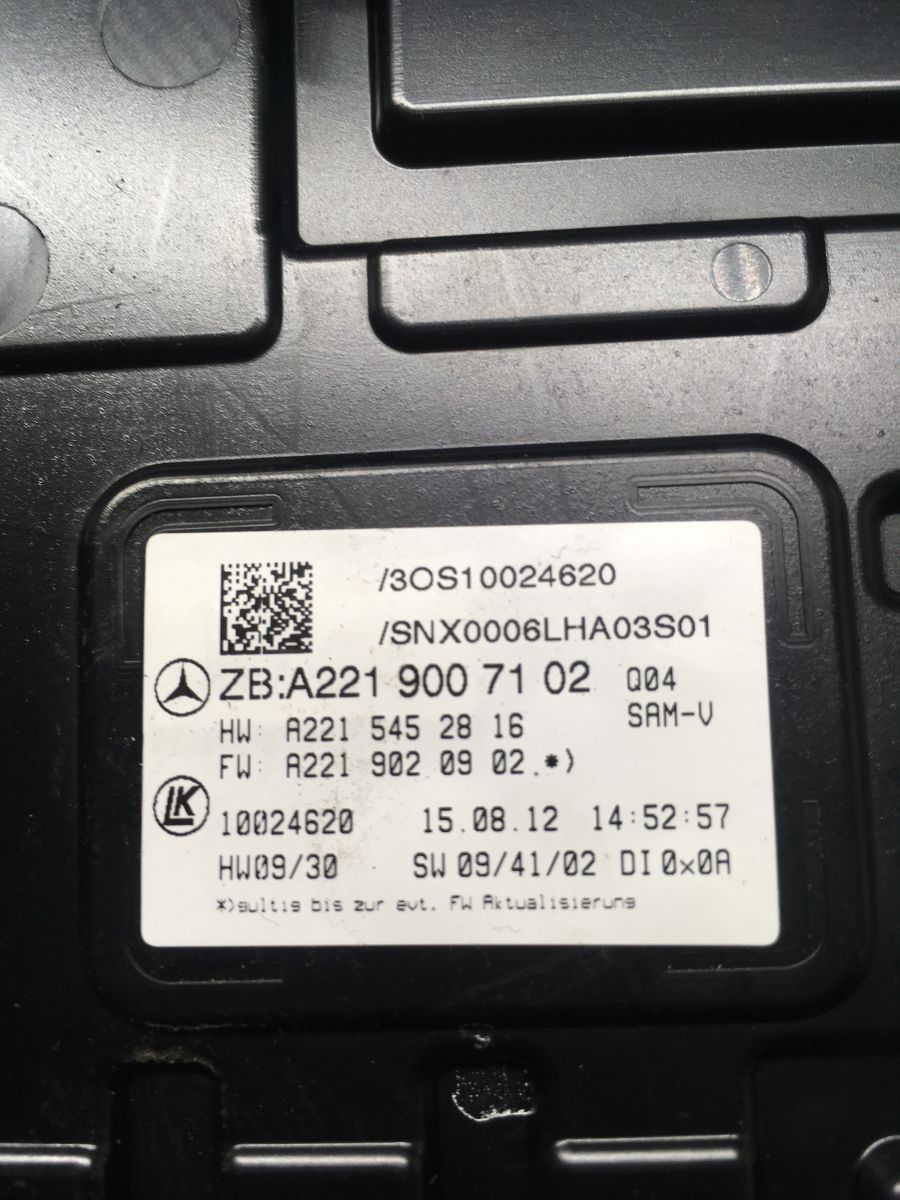 /3OS10024620
/SNX0006LHA03S01
ZB:A221 900 71 02 Q04
HW: A221 545 28 16 SAM-V
FW: A221 902 09 02.*)
LK
10024620 15.08.12 14:52:57
HW09/30 SW 09/41/02 DI 0x0A
*)gultig bis zur evt. FW Aktualisierung